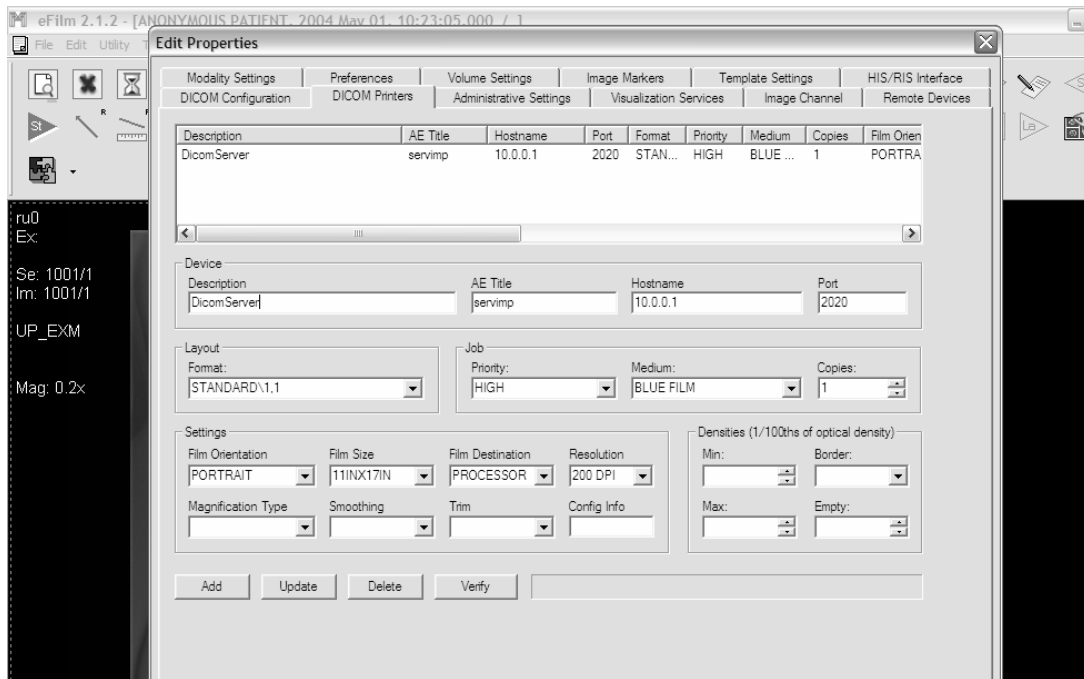 eFilm 2.1.2 - [ANONYMOUS PATIENT, 2004 May 01, 10:23:05.000 / ]
File Edit Utility
Edit Properties
Modality Settings Preferences Volume Settings Image Markers Template Settings HIS/RIS Interface
DICOM Configuration DICOM Printers Administrative Settings Visualization Services Image Channel Remote Devices
Description AE Title Hostname Port Format Priority Medium Copies Film Orien
DicomServer servimp 10.0.0.1 2020 STAN... HIGH BLUE ... 1 PORTRA
St
R
La
ru0
Ex:
Se: 1001/1
Im: 1001/1
UP_EXM
Mag: 0.2x
Device
Description AE Title Hostname Port
DicomServer servimp 10.0.0.1 2020
Layout Job
Format: Priority: Medium: Copies:
STANDARD\1,1 HIGH BLUE FILM 1
Settings Densities (1/100ths of optical density)
Film Orientation Film Size Film Destination Resolution Min: Border:
PORTRAIT 11INX17IN PROCESSOR 200 DPI
Magnification Type Smoothing Trim Config Info Max: Empty:
Add Update Delete Verify